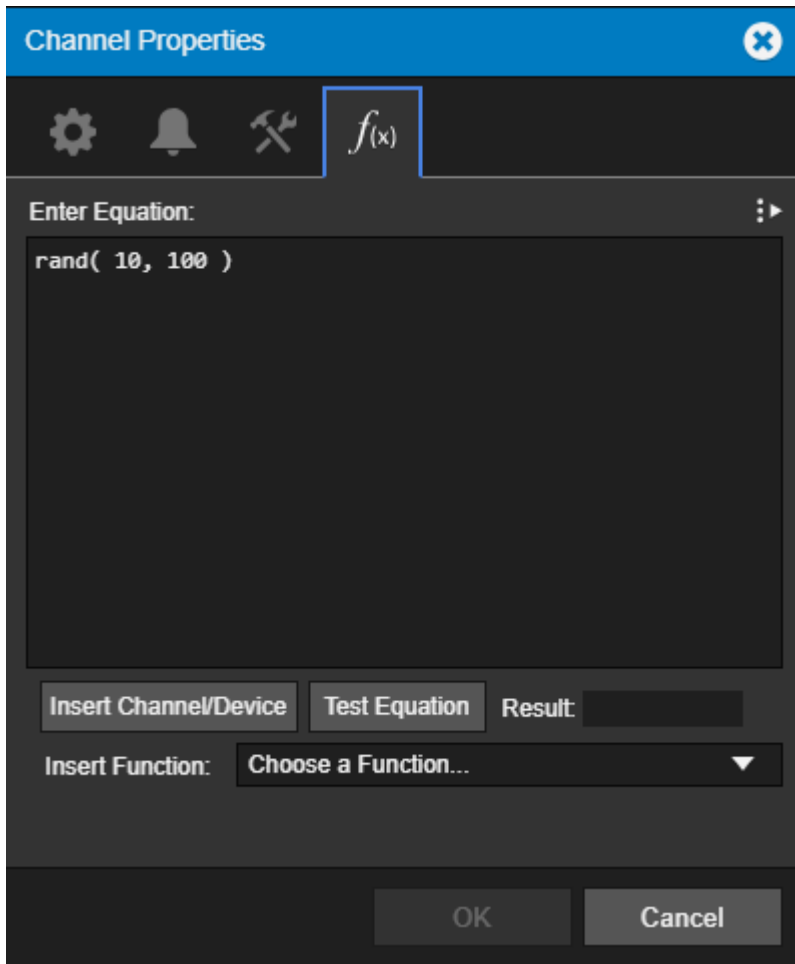 Channel Properties
f(x)
Enter Equation:
rand( 10, 100 )
Insert Channel/Device Test Equation Result:
Insert Function: Choose a Function...
OK Cancel